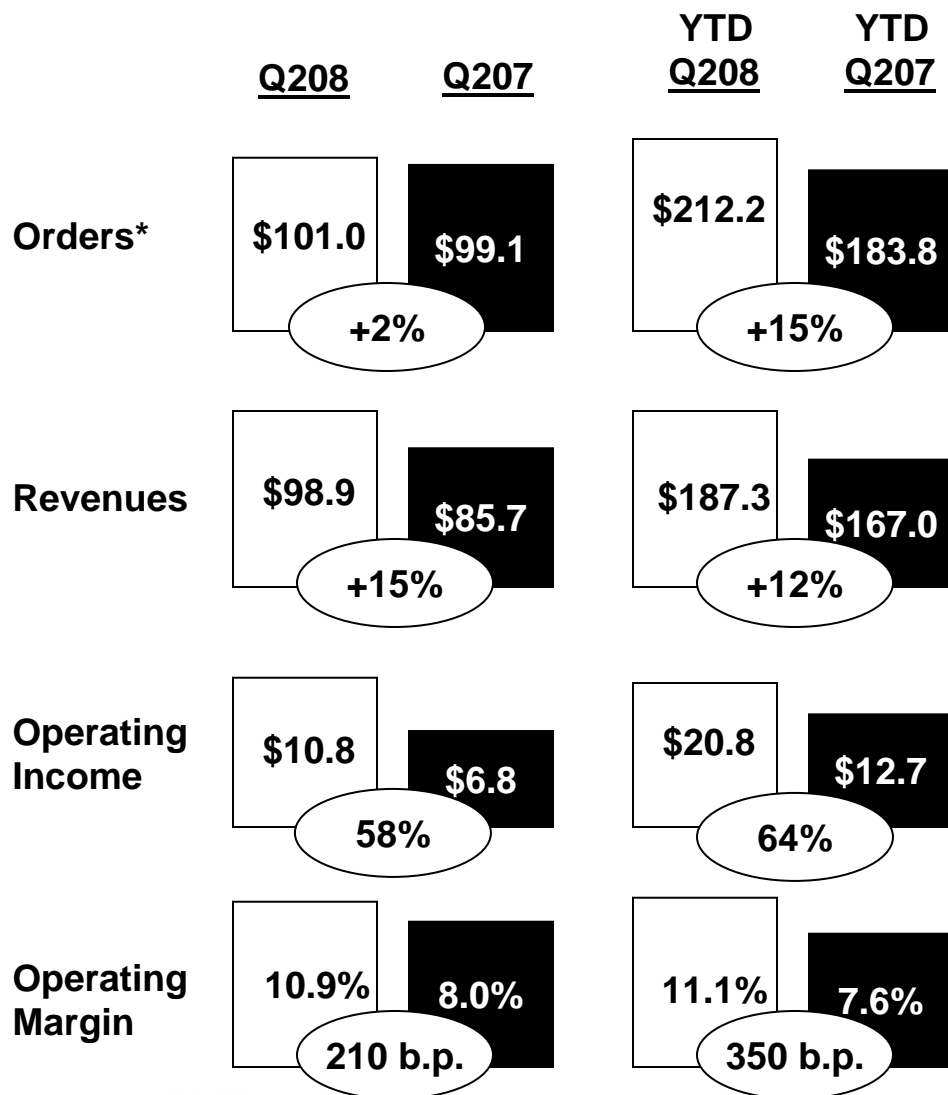 YTD YTD
Q208 Q207 Q208 Q207
Orders* $101.0 $99.1 $212.2 $183.8
+2% +15%
Revenues $98.9 $85.7 $187.3 $167.0
+15% +12%
Operating
Income $10.8 $6.8 $20.8 $12.7
58% 64%
Operating
Margin 10.9% 8.0% 11.1% 7.6%
210 b.p. 350 b.p.